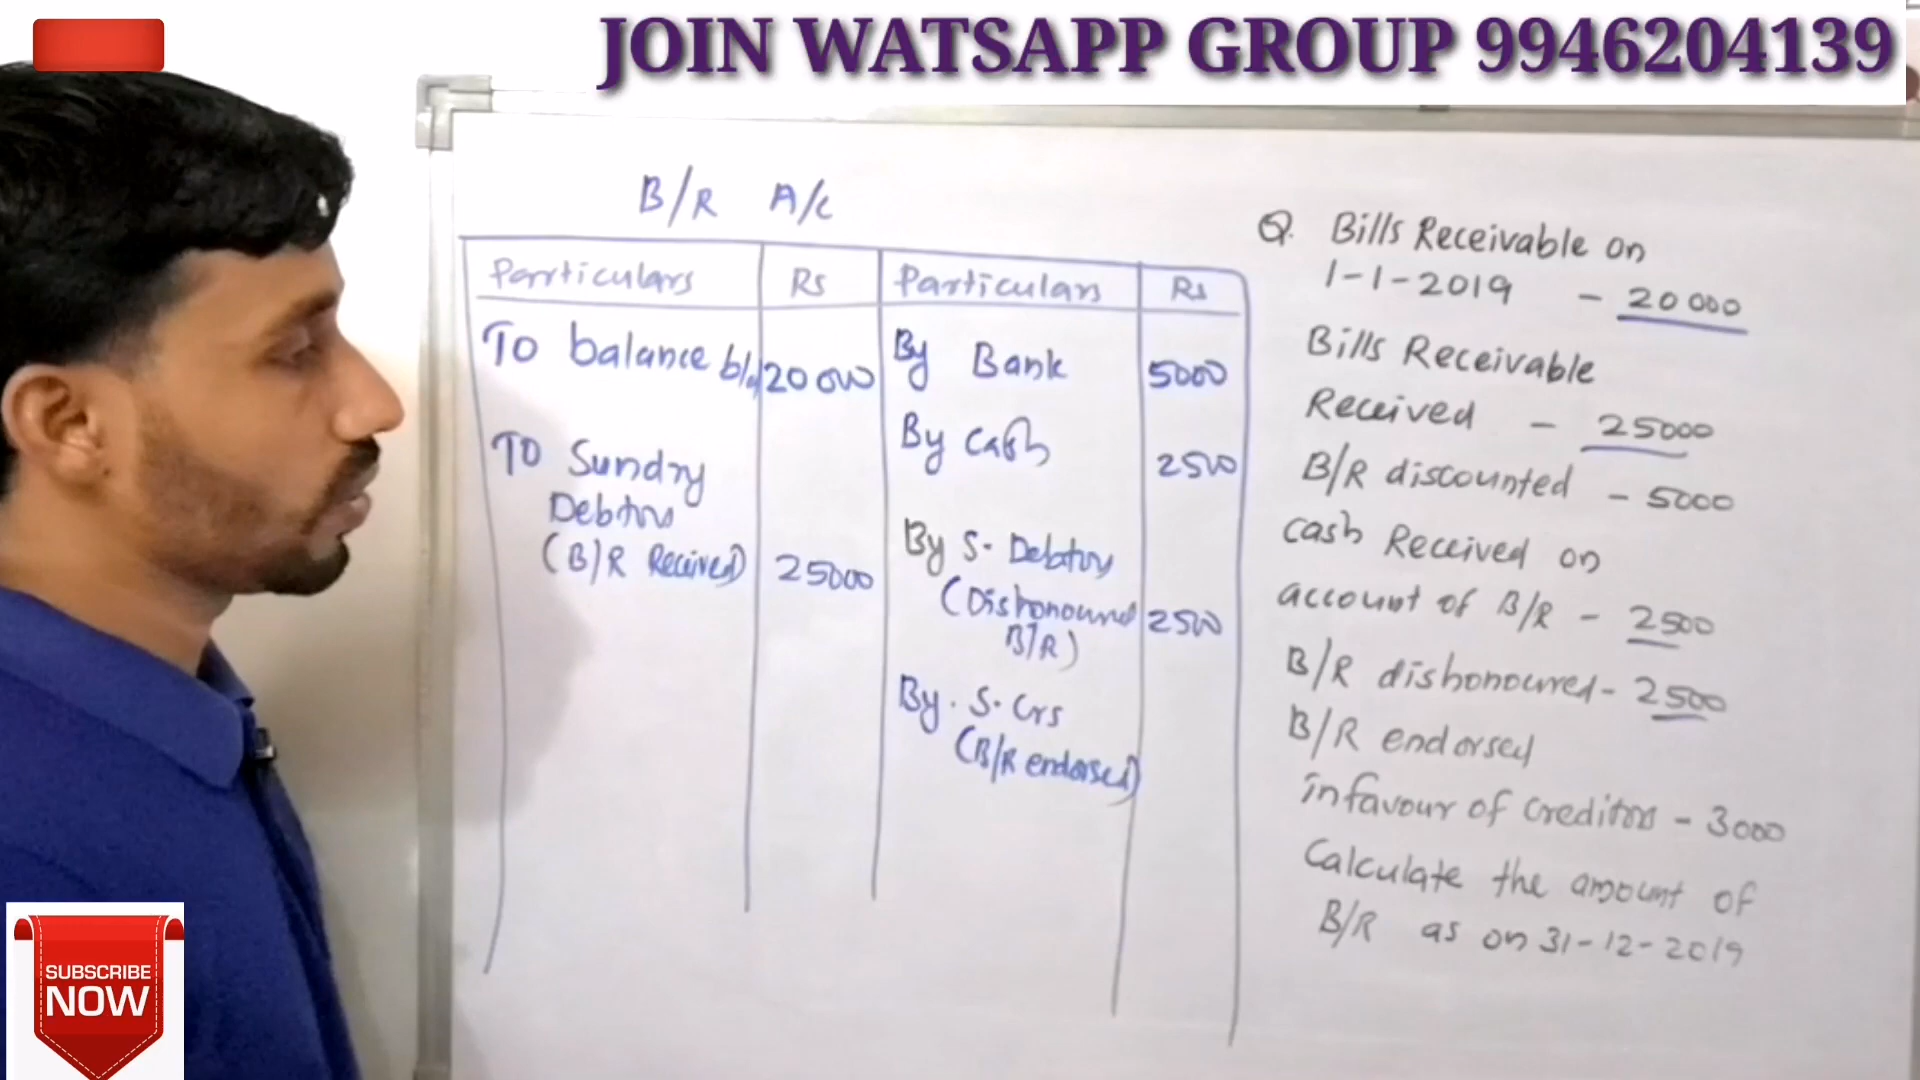 JOIN WATSAPP GROUP 9946204139
B/R A/C
Particulars Rs Particulars Rs
To balance b/d 20000 By Bank 5000
By Cash 2500
To Sundry
Debtors
(B/R Received) 25000
By S. Debtors
(Dishonoured 2500
B/R)
By. S. Crs
(B/R endorsed)
Q. Bills Receivable on
1-1-2019 - 20000
Bills Receivable
Received - 25000
B/R discounted - 5000
Cash Received on
account of B/R - 2500
B/R dishonoured - 2500
B/R endorsed
infavour of Creditors - 3000
Calculate the amount of
B/R as on 31-12-2019
SUBSCRIBE
NOW